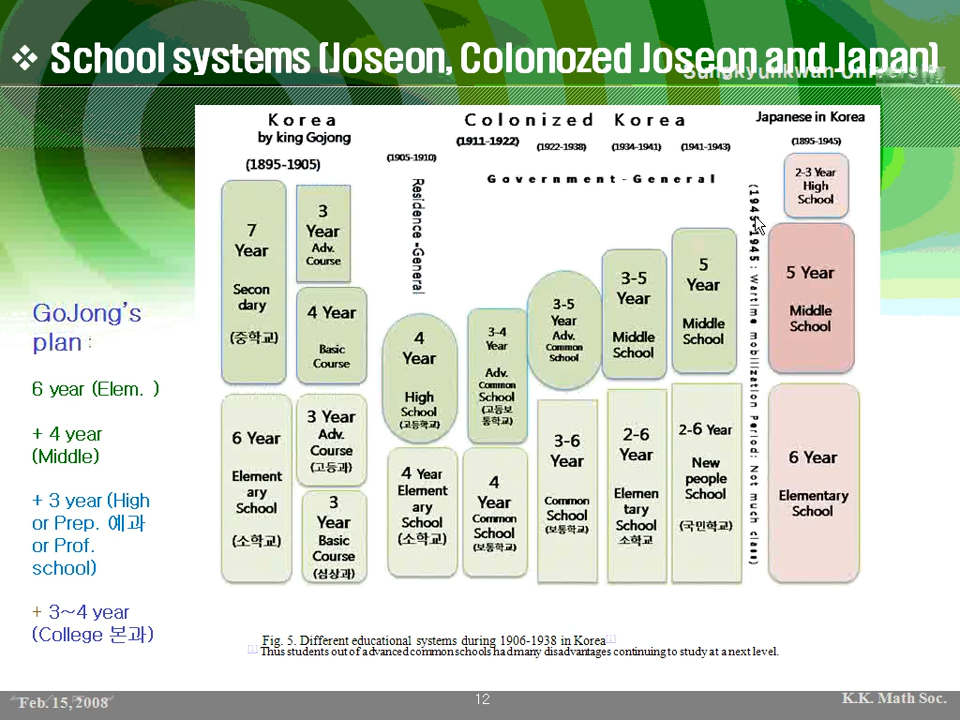 ❖ School systems (Joseon, Colonozed Joseon and Japan)
Sungkyunkwan University
Korea
by king Gojong
(1895-1905)
Colonized Korea
(1905-1910)
(1911-1922)
(1922-1938)
(1934-1941)
(1941-1943)
Government-General
Japanese in Korea
(1895-1945)
7
Year
Secon
dary
(중학교)
3
Year
Adv.
Course
4 Year
Basic
Course
6 Year
Element
ary
School
(소학교)
3 Year
Adv.
Course
(고등과)
3
Year
Basic
Course
(심상과)
Residence-General
4
Year
High
School
(고등학교)
4 Year
Element
ary
School
(소학교)
3-4
Year
Adv.
Common
School
(고등보
통학교)
4
Year
Common
School
(보통학교)
3-5
Year
Adv.
Common
School
3-6
Year
Common
School
(보통학교)
3-5
Year
Middle
School
2-6
Year
Elemen
tary
School
소학교
5
Year
Middle
School
2-6 Year
New
people
School
(국민학교)
(1945-1945: Wartime mobilization Period: Not much class)
2-3 Year
High
School
5 Year
Middle
School
6 Year
Elementary
School
GoJong's
plan :
6 year (Elem. )
+ 4 year
(Middle)
+ 3 year (High
or Prep. 예과
or Prof.
school)
+ 3~4 year
(College 본과)
Fig. 5. Different educational systems during 1906-1938 in Korea[1]
[1] Thus students out of advanced common schools had many disadvantages continuing to study at a next level.
Feb. 15, 2008
12
K.K. Math Soc.